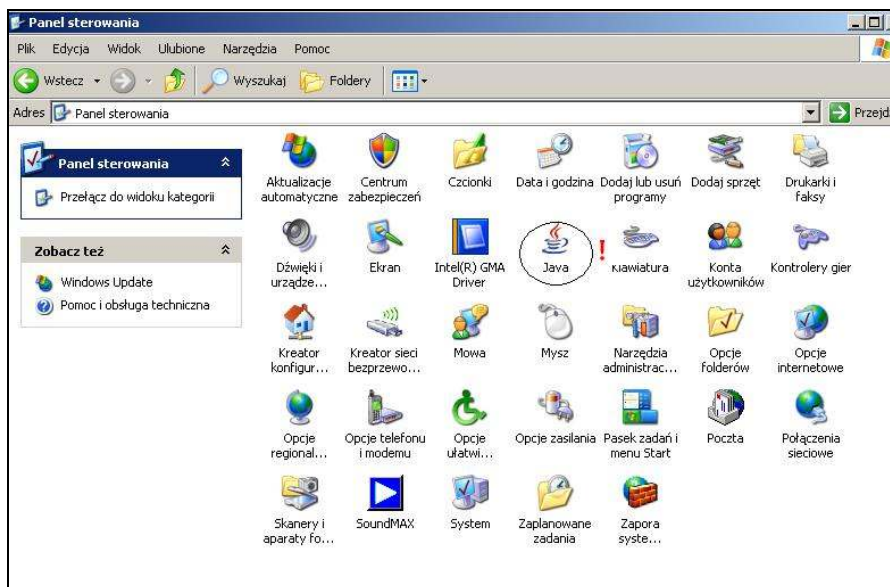 Panel sterowania
Plik Edycja Widok Ulubione Narzędzia Pomoc
Wstecz Wyszukaj Foldery
Adres Panel sterowania Przejd
Panel sterowania
Przełącz do widoku kategorii
Zobacz też
Windows Update
Pomoc i obsługa techniczna
Aktualizacje automatyczne
Centrum zabezpieczeń
Czcionki
Data i godzina
Dodaj lub usuń programy
Dodaj sprzęt
Drukarki i faksy
Dźwięki i urządze...
Ekran
Intel(R) GMA Driver
Java
!
Klawiatura
Konta użytkowników
Kontrolery gier
Kreator konfigur...
Kreator sieci bezprzewo...
Mowa
Mysz
Narzędzia administrac...
Opcje folderów
Opcje internetowe
Opcje regional...
Opcje telefonu i modemu
Opcje ułatwi...
Opcje zasilania
Pasek zadań i menu Start
Poczta
Połączenia sieciowe
Skanery i aparaty fo...
SoundMAX
System
Zaplanowane zadania
Zapora syste...